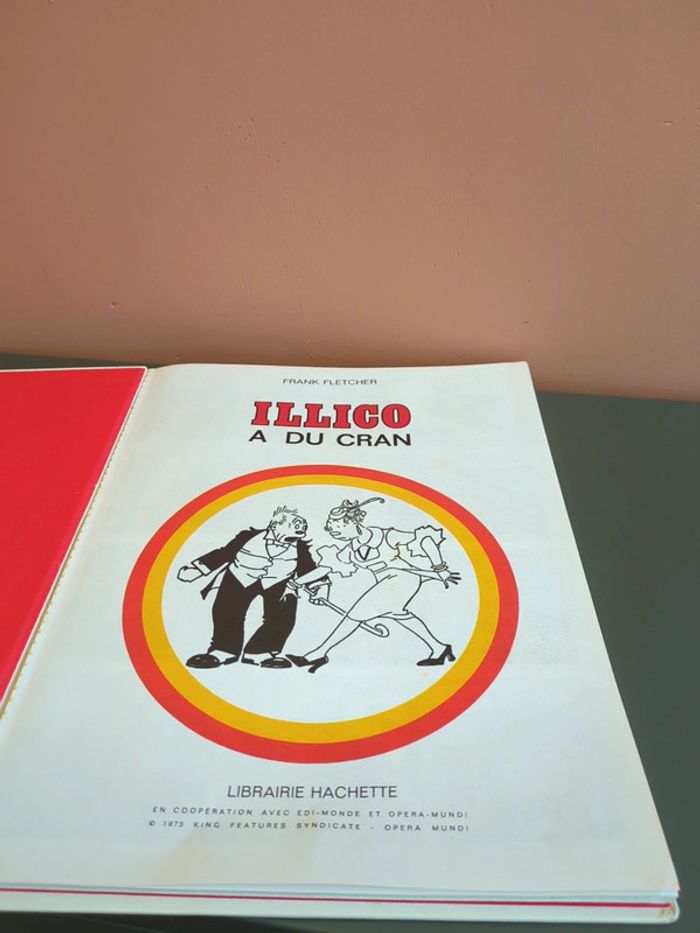 FRANK FLETCHER
ILLICO
A DU CRAN
LIBRAIRIE HACHETTE
EN COOPÉRATION AVEC EDI-MONDE ET OPERA-MUNDI
© 1975 KING FEATURES SYNDICATE - OPERA MUNDI